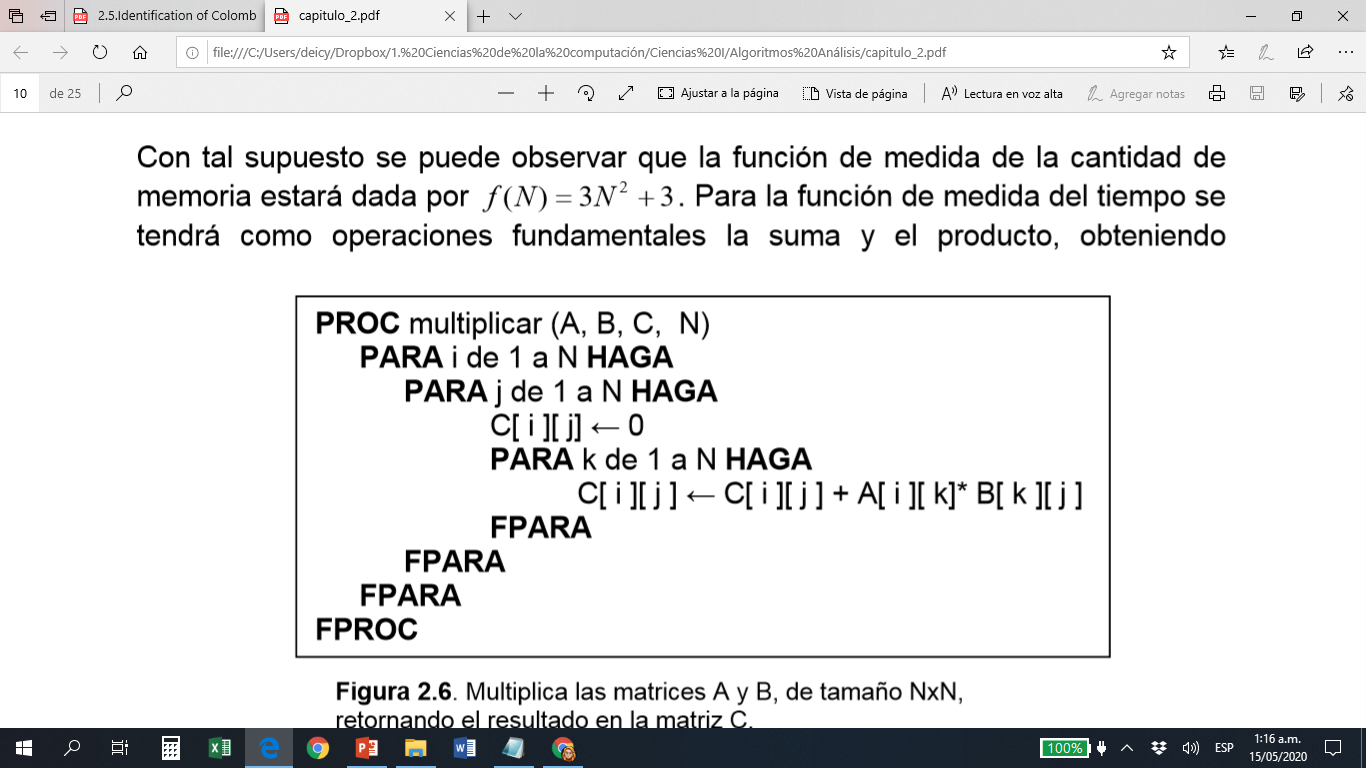 2.5.Identification of Colomb
capitulo_2.pdf
file:///C:/Users/deicy/Dropbox/1.%20Ciencias%20de%20la%20computación/Ciencias%20I/Algoritmos%20Análisis/capitulo_2.pdf
10 de 25 Ajustar a la página Vista de página Lectura en voz alta Agregar notas
Con tal supuesto se puede observar que la función de medida de la cantidad de
memoria estará dada por f(N) = 3N² + 3. Para la función de medida del tiempo se
tendrá como operaciones fundamentales la suma y el producto, obteniendo
PROC multiplicar (A, B, C, N)
PARA i de 1 a N HAGA
PARA j de 1 a N HAGA
C[ i ][ j] ← 0
PARA k de 1 a N HAGA
C[ i ][ j ] ← C[ i ][ j ] + A[ i ][ k]* B[ k ][ j ]
FPARA
FPARA
FPARA
FPROC
Figura 2.6. Multiplica las matrices A y B, de tamaño NxN,
retornando el resultado en la matriz C.
100% ESP 1:16 a.m.
15/05/2020